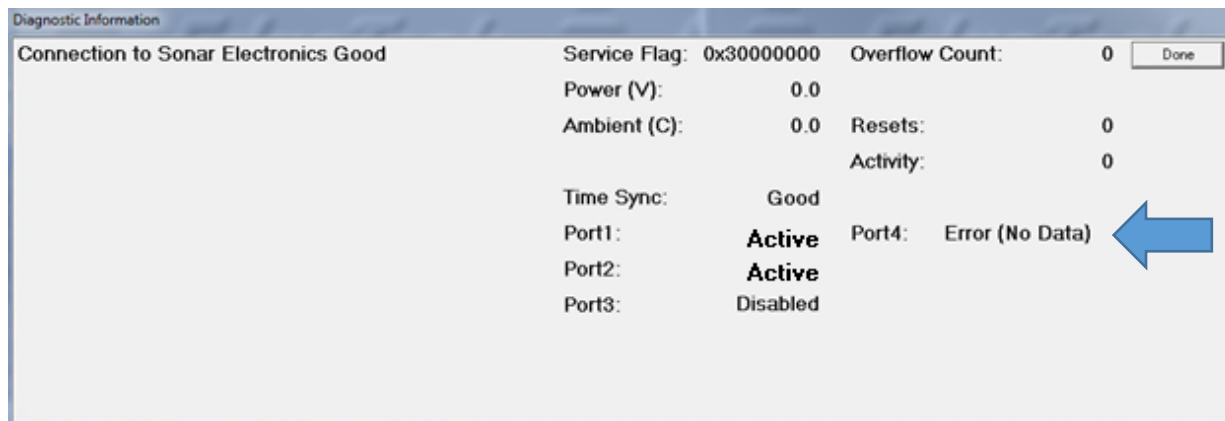 Diagnostic Information
Connection to Sonar Electronics Good Service Flag: 0x30000000 Overflow Count: 0 Done
Power (V): 0.0
Ambient (C): 0.0 Resets: 0
Activity: 0
Time Sync: Good
Port1: Active Port4: Error (No Data)
Port2: Active
Port3: Disabled